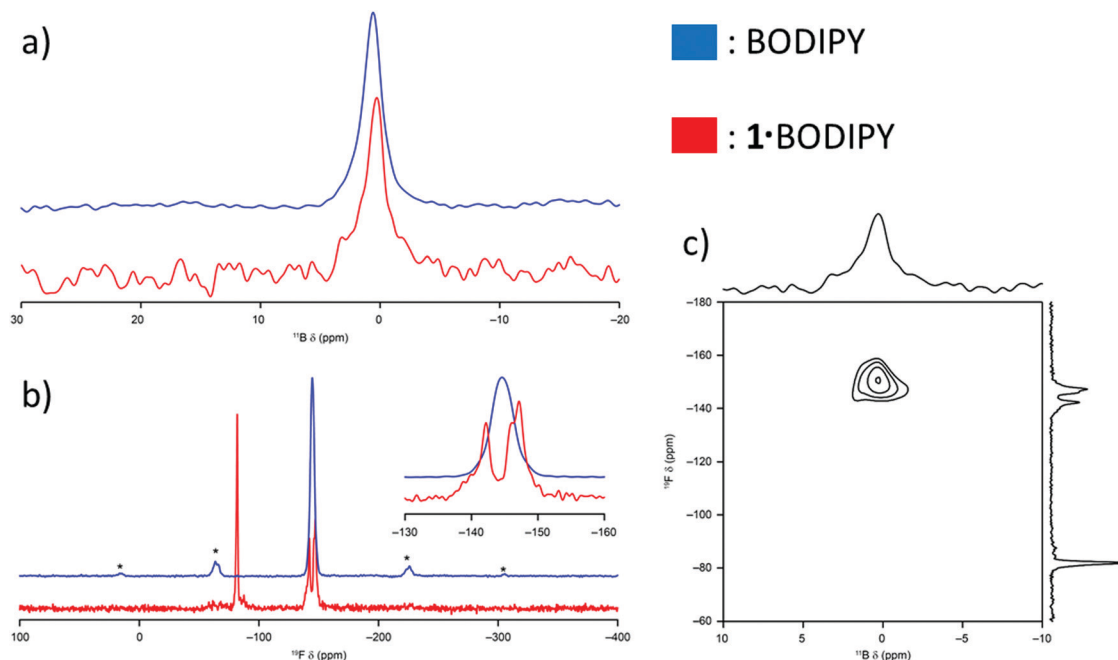 a)
: BODIPY
: 1•BODIPY
30 20 10 0 −10 −20
¹¹B δ (ppm)
b)
* * * *
−130 −140 −150 −160
100 0 −100 −200 −300 −400
¹⁹F δ (ppm)
c)
−180
−160
−140
−120
−100
−80
−60
¹⁹F δ (ppm)
10 5 0 −5 −10
¹¹B δ (ppm)